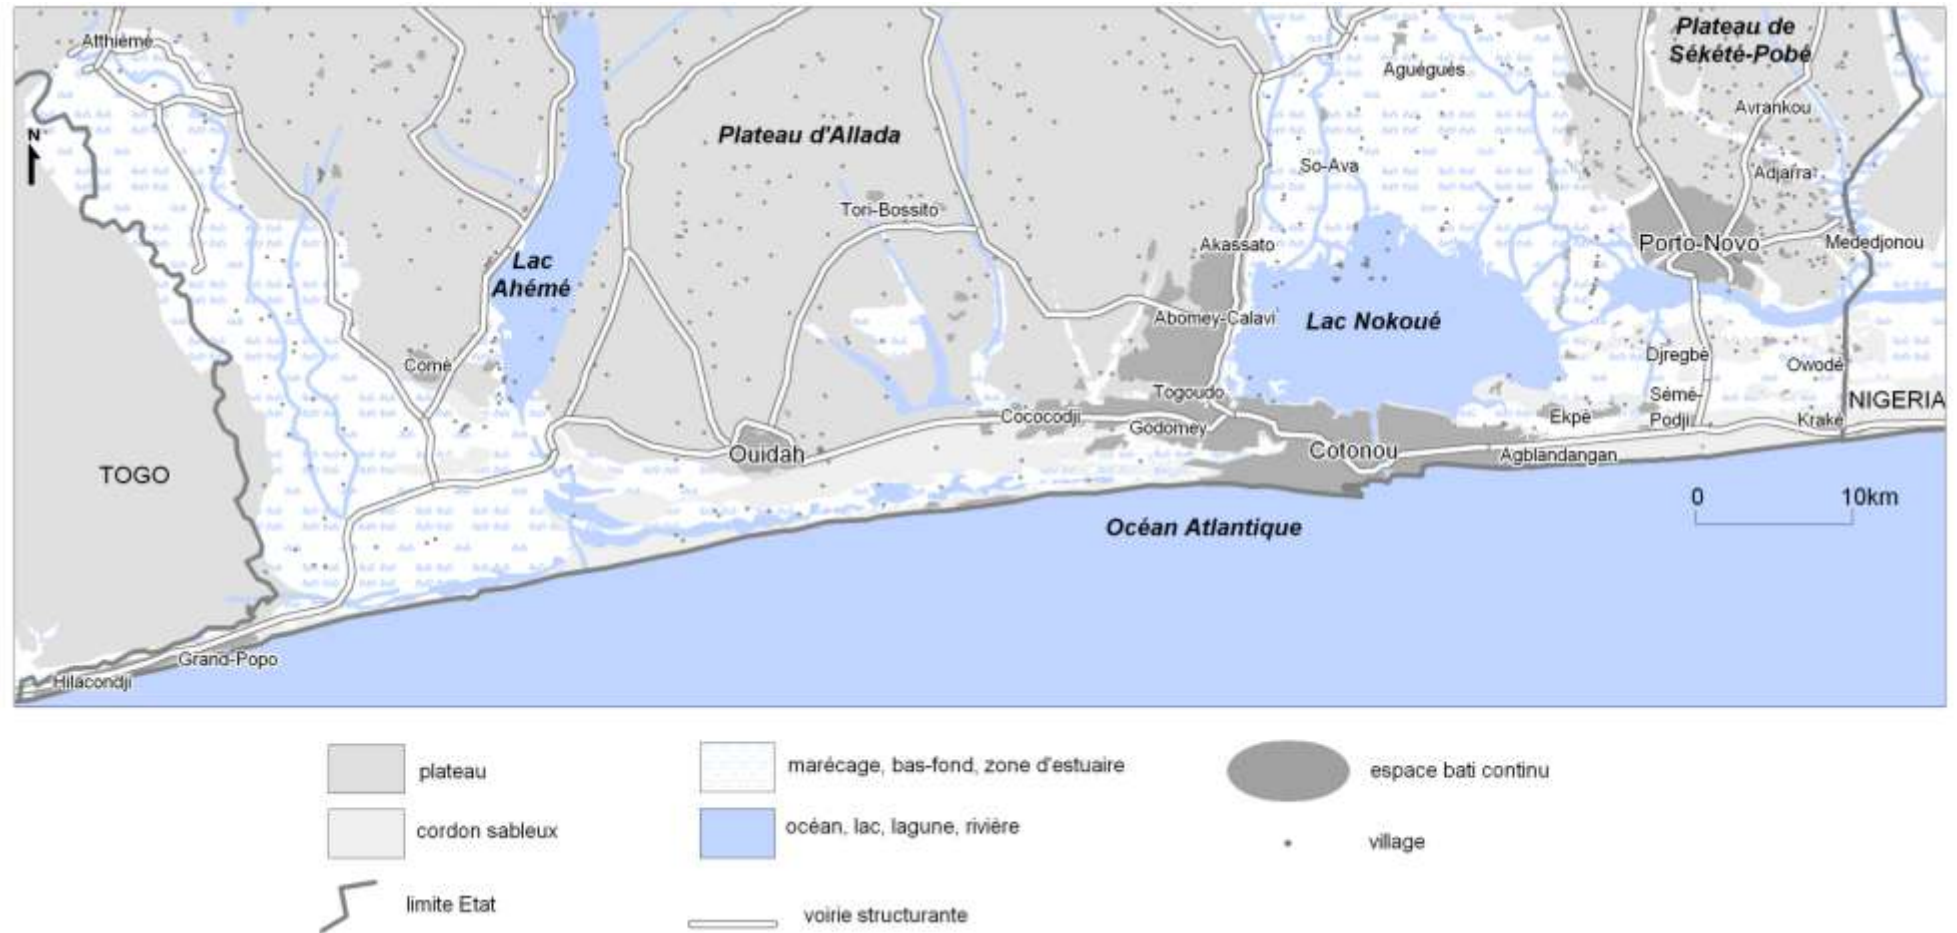 Plateau de
Sékété-Pobé
Atthiémé
Aguégués
Avrankou
N
Plateau d'Allada
So-Ava
Adjarra
Tori-Bossito
Akassato
Porto-Novo
Mededjonou
Lac
Ahémé
Abomey-Calavi
Lac Nokoué
Djregbé
Owodé
Comé
Togoudo
Sémé-
Podji
NIGERIA
Cococodji
Godomey
Ekpè
Kraké
Ouidah
Cotonou
Agblandangan
TOGO
0 10km
Océan Atlantique
Grand-Popo
Hilacondji
plateau
marécage, bas-fond, zone d'estuaire
espace bati continu
cordon sableux
océan, lac, lagune, rivière
village
limite Etat
voirie structurante